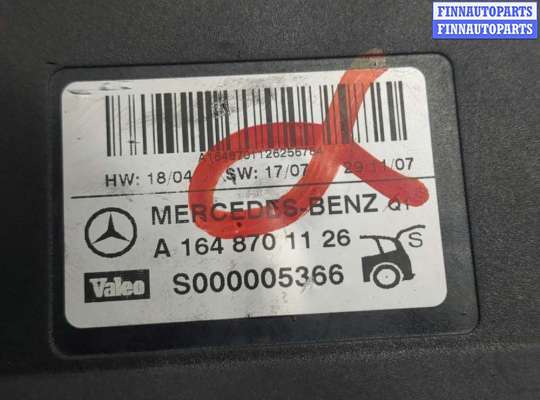 FINNAUTOPARTS
FINNAUTOPARTS
HW: 18/04 SW: 17/07 29/11/07
MERCEDES-BENZ
A 164 870 11 26
S
Valeo S000005366